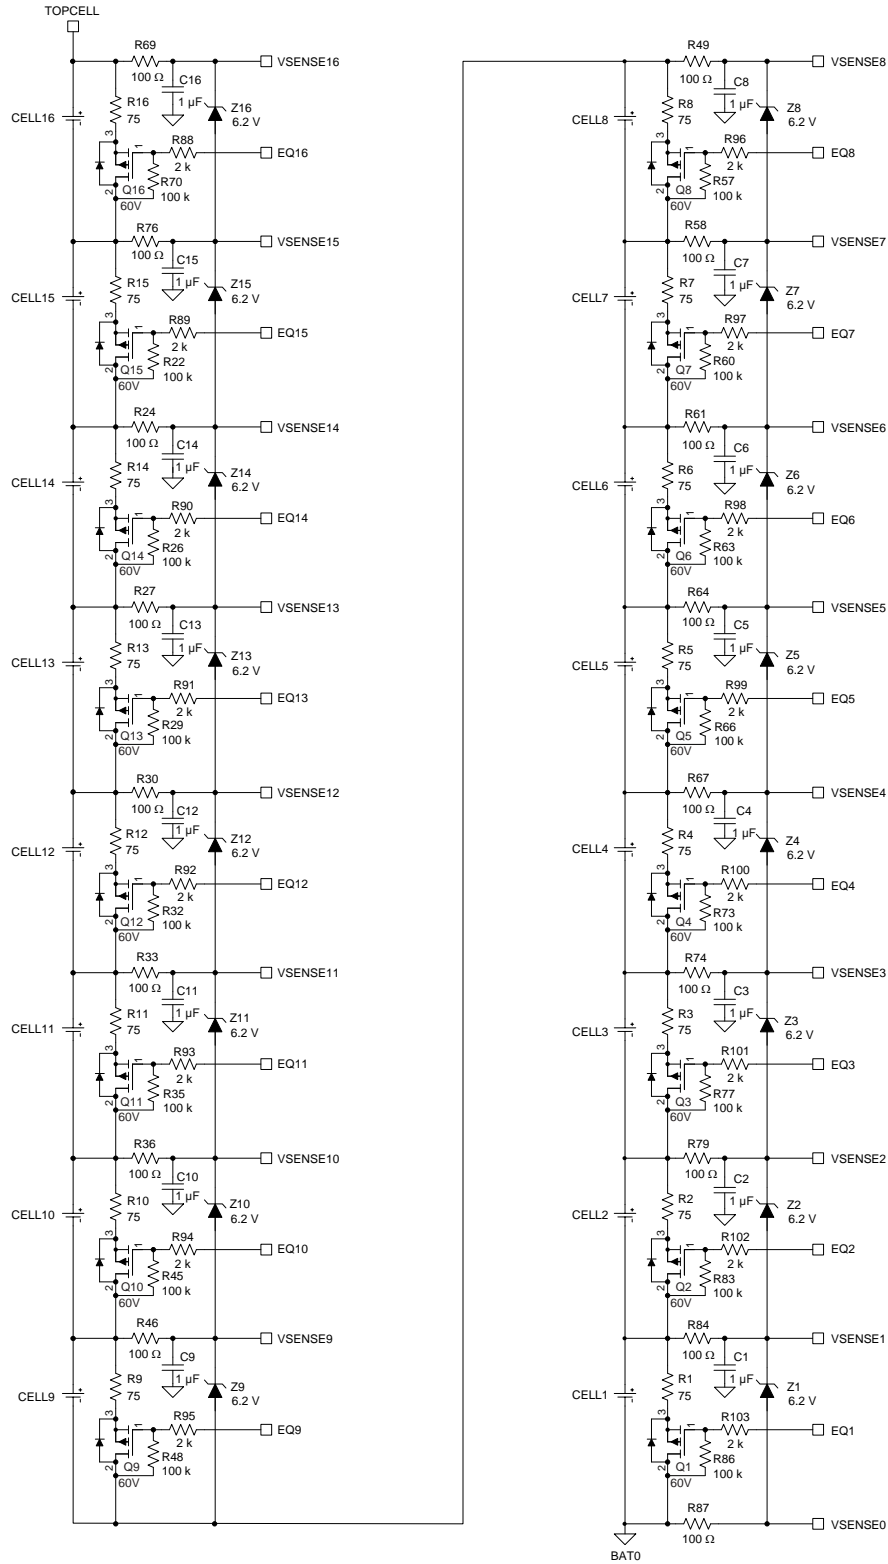 TOPCELL
R69
VSENSE16
100 Ω
C16
1 µF
R16
75
Z16
6.2 V
CELL16
3
1
R88
EQ16
2 k
R70
100 k
2
Q16
60V
R76
VSENSE15
100 Ω
C15
1 µF
R15
75
Z15
6.2 V
CELL15
3
1
R89
EQ15
2 k
R22
100 k
2
Q15
60V
R24
VSENSE14
100 Ω
C14
1 µF
R14
75
Z14
6.2 V
CELL14
3
1
R90
EQ14
2 k
R26
100 k
2
Q14
60V
R27
VSENSE13
100 Ω
C13
1 µF
R13
75
Z13
6.2 V
CELL13
3
1
R91
EQ13
2 k
R29
100 k
2
Q13
60V
R30
VSENSE12
100 Ω
C12
1 µF
R12
75
Z12
6.2 V
CELL12
3
1
R92
EQ12
2 k
R32
100 k
2
Q12
60V
R33
VSENSE11
100 Ω
C11
1 µF
R11
75
Z11
6.2 V
CELL11
3
1
R93
EQ11
2 k
R35
100 k
2
Q11
60V
R36
VSENSE10
100 Ω
C10
1 µF
R10
75
Z10
6.2 V
CELL10
3
1
R94
EQ10
2 k
R45
100 k
2
Q10
60V
R46
VSENSE9
100 Ω
C9
1 µF
R9
75
Z9
6.2 V
CELL9
3
1
R95
EQ9
2 k
R48
100 k
2
Q9
60V
R49
VSENSE8
100 Ω
C8
1 µF
R8
75
Z8
6.2 V
CELL8
3
1
R96
EQ8
2 k
R57
100 k
2
Q8
60V
R58
VSENSE7
100 Ω
C7
1 µF
R7
75
Z7
6.2 V
CELL7
3
1
R97
EQ7
2 k
R60
100 k
2
Q7
60V
R61
VSENSE6
100 Ω
C6
1 µF
R6
75
Z6
6.2 V
CELL6
3
1
R98
EQ6
2 k
R63
100 k
2
Q6
60V
R64
VSENSE5
100 Ω
C5
1 µF
R5
75
Z5
6.2 V
CELL5
3
1
R99
EQ5
2 k
R66
100 k
2
Q5
60V
R67
VSENSE4
100 Ω
C4
1 µF
R4
75
Z4
6.2 V
CELL4
3
1
R100
EQ4
2 k
R73
100 k
2
Q4
60V
R74
VSENSE3
100 Ω
C3
1 µF
R3
75
Z3
6.2 V
CELL3
3
1
R101
EQ3
2 k
R77
100 k
2
Q3
60V
R79
VSENSE2
100 Ω
C2
1 µF
R2
75
Z2
6.2 V
CELL2
3
1
R102
EQ2
2 k
R83
100 k
2
Q2
60V
R84
VSENSE1
100 Ω
C1
1 µF
R1
75
Z1
6.2 V
CELL1
3
1
R103
EQ1
2 k
R86
100 k
2
Q1
60V
R87
VSENSE0
100 Ω
BAT0